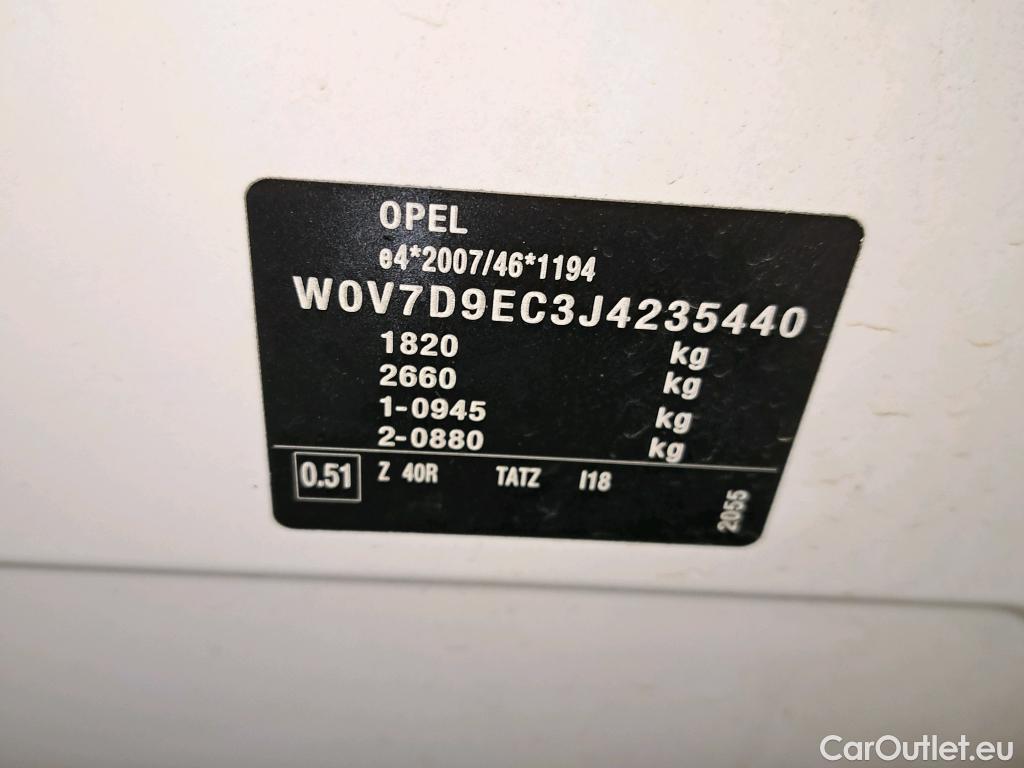 OPEL
e4*2007/46*1194
W0V7D9EC3J4235440
1820 kg
2660 kg
1-0945 kg
2-0880 kg
0.51 Z 40R TATZ I18
2055
CarOutlet.eu